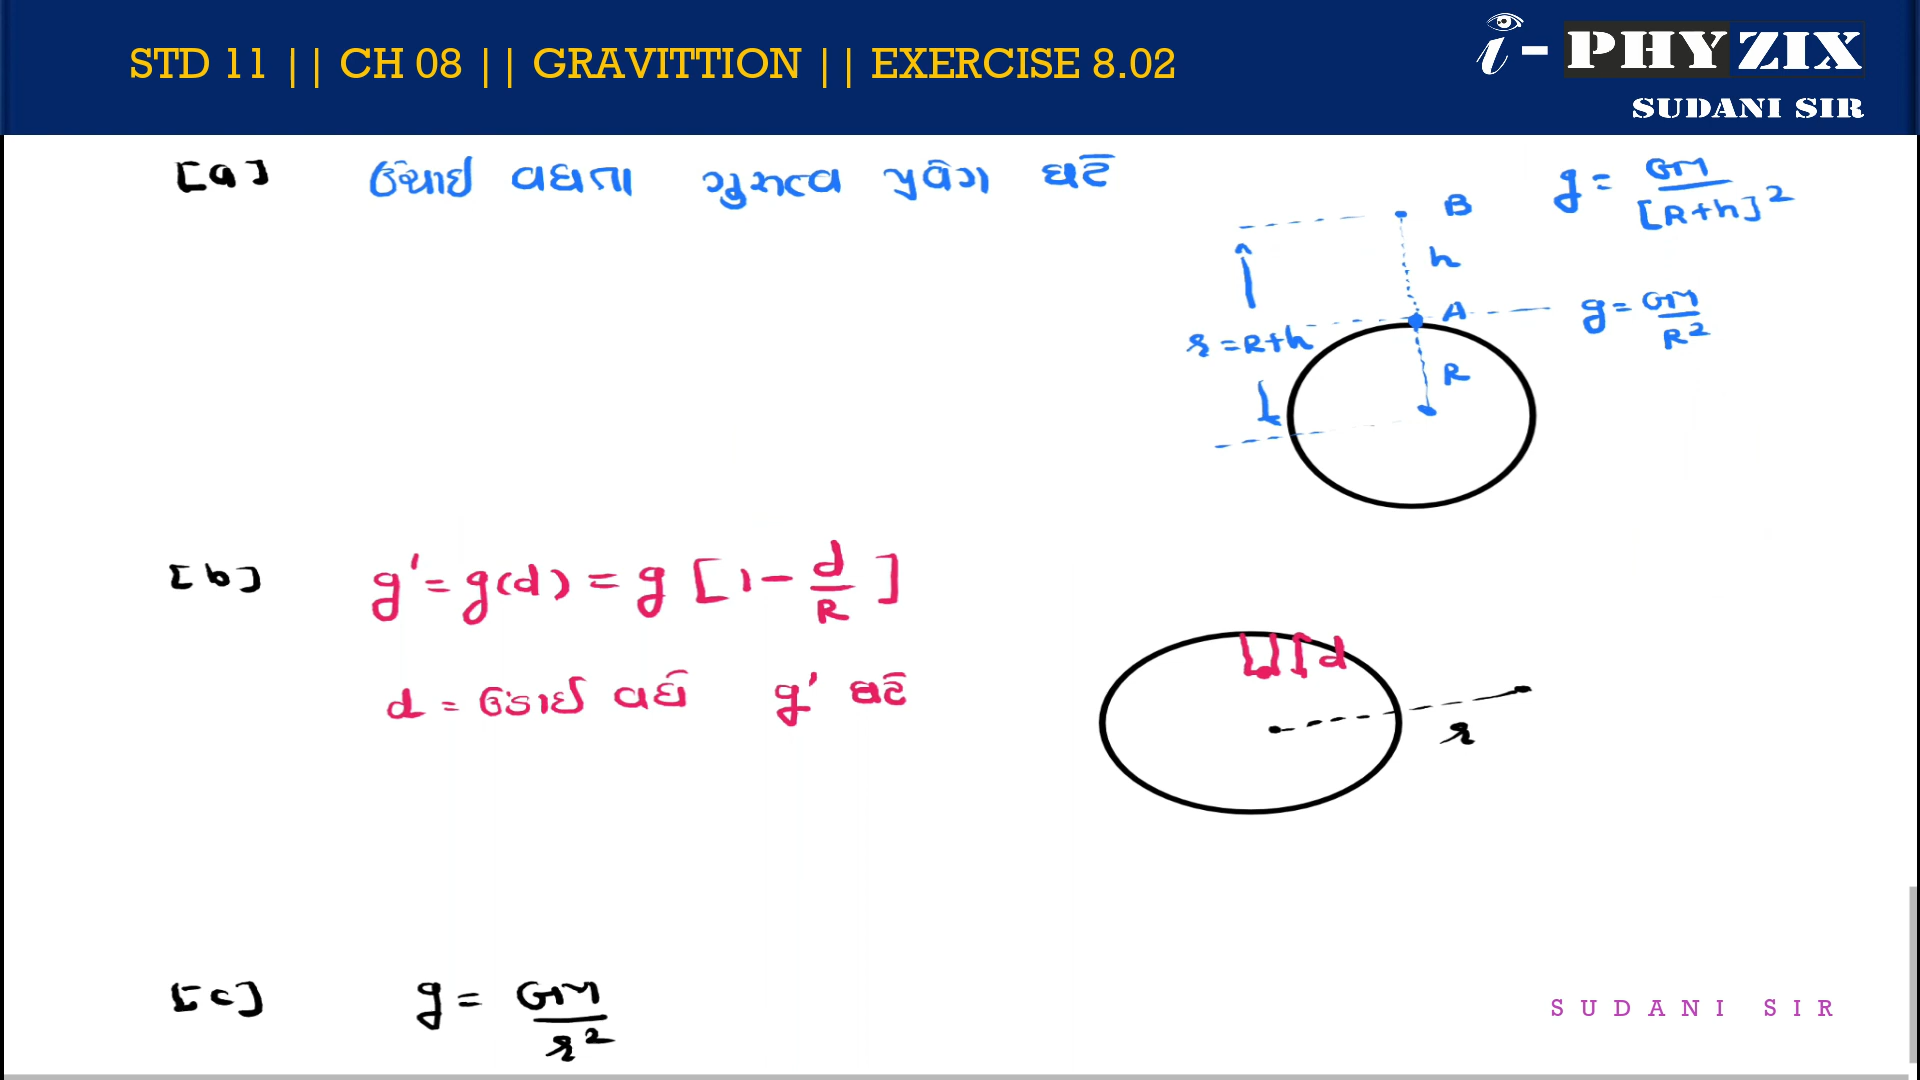 STD 11 || CH 08 || GRAVITTION || EXERCISE 8.02
i-PHYZIX
SUDANI SIR
[a] ઉંચાઈ વધતા ગુરુત્વ પ્રવેગ ઘટે
g = GM/[R+h]²
B
h
A
g = GM/R²
r = R+h
R
[b] g' = g(d) = g [1 - d/R]
d
d = ઉંડાઈ વધે g' ઘટે
r
[c] g = GM/r²
SUDANI SIR